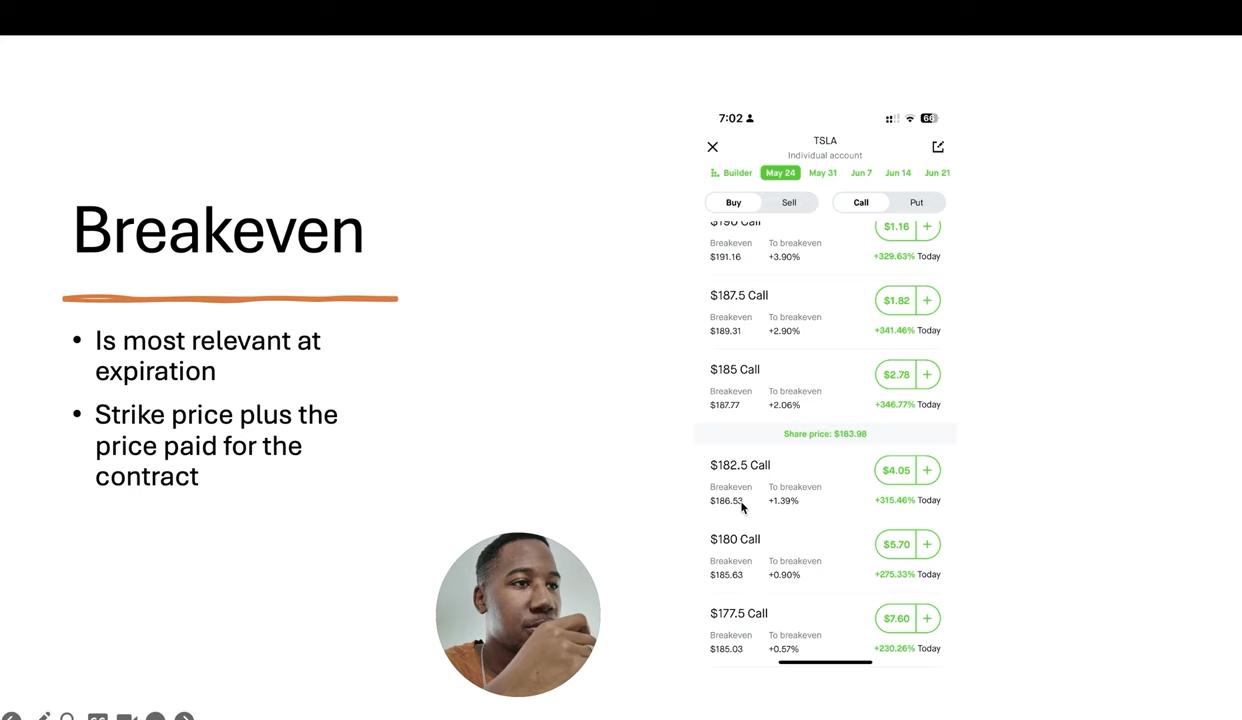 Breakeven
• Is most relevant at
expiration
• Strike price plus the
price paid for the
contract
7:02
66
TSLA
Individual account
Builder May 24 May 31 Jun 7 Jun 14 Jun 21
Buy Sell Call Put
$190 Call $1.16 +
Breakeven To breakeven
$191.16 +3.90% +329.63% Today
$187.5 Call $1.82 +
Breakeven To breakeven
$189.31 +2.90% +341.46% Today
$185 Call $2.78 +
Breakeven To breakeven
$187.77 +2.06% +346.77% Today
Share price: $183.98
$182.5 Call $4.05 +
Breakeven To breakeven
$186.53 +1.39% +315.46% Today
$180 Call $5.70 +
Breakeven To breakeven
$185.63 +0.90% +275.33% Today
$177.5 Call $7.60 +
Breakeven To breakeven
$185.03 +0.57% +230.26% Today